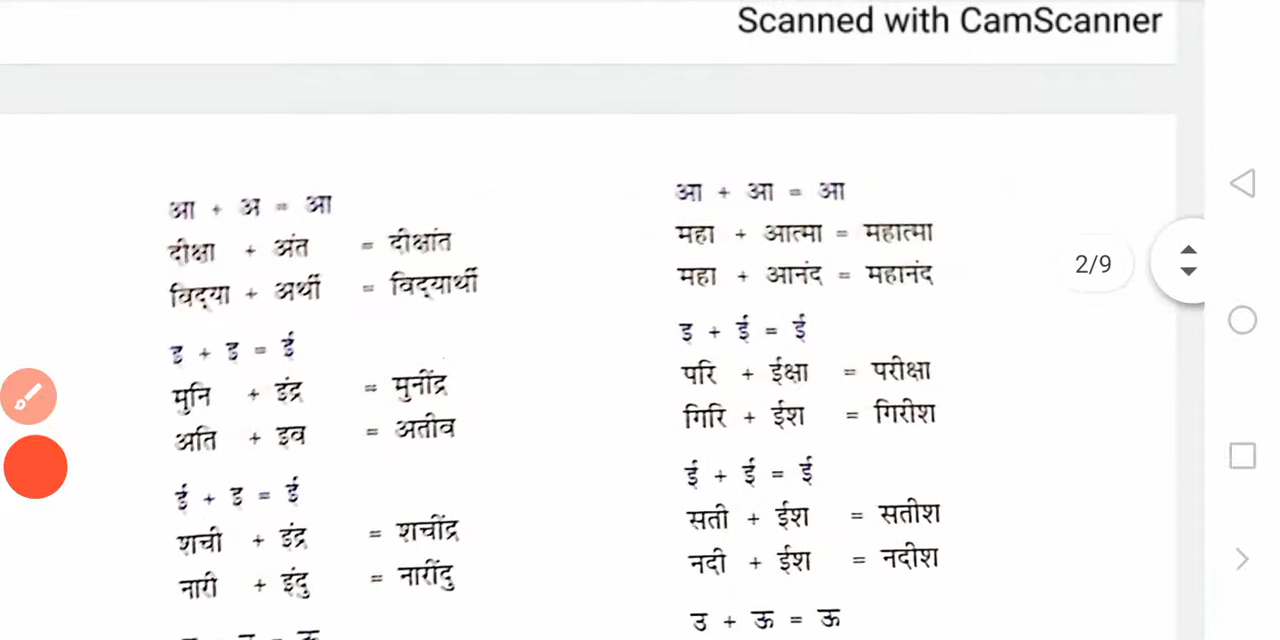 Scanned with CamScanner
आ + अ = आ
दीक्षा + अंत = दीक्षांत
विद्‌या + अर्थी = विद्‌यार्थी
इ + इ = ई
मुनि + इंद्र = मुनींद्र
अति + इव = अतीव
ई + इ = ई
शची + इंद्र = शचींद्र
नारी + इंदु = नारींदु
आ + आ = आ
महा + आत्मा = महात्मा
महा + आनंद = महानंद
इ + ई = ई
परि + ईक्षा = परीक्षा
गिरि + ईश = गिरीश
ई + ई = ई
सती + ईश = सतीश
नदी + ईश = नदीश
उ + ऊ = ऊ
2/9